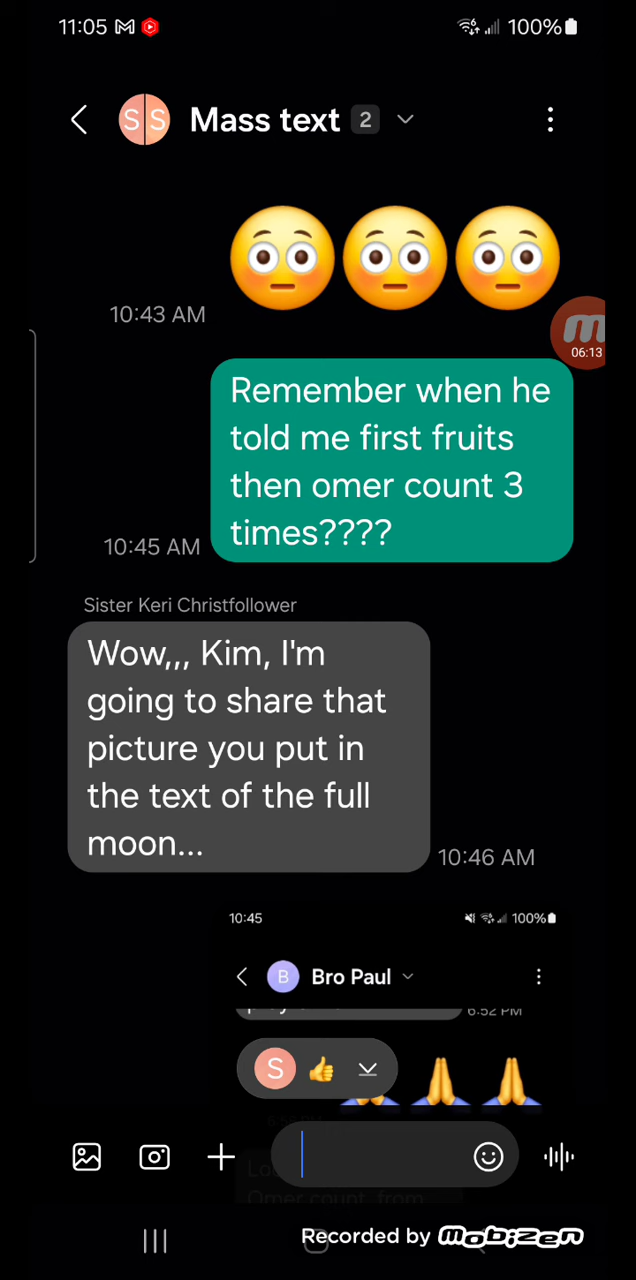 11:05 100%
S S Mass text 2
10:43 AM
06:13
Remember when he
told me first fruits
then omer count 3
times????
10:45 AM
Sister Keri Christfollower
Wow,,, Kim, I'm
going to share that
picture you put in
the text of the full
moon...
10:46 AM
10:45 100%
B Bro Paul
6:52 PM
S
Omer count from
Recorded by mobizen